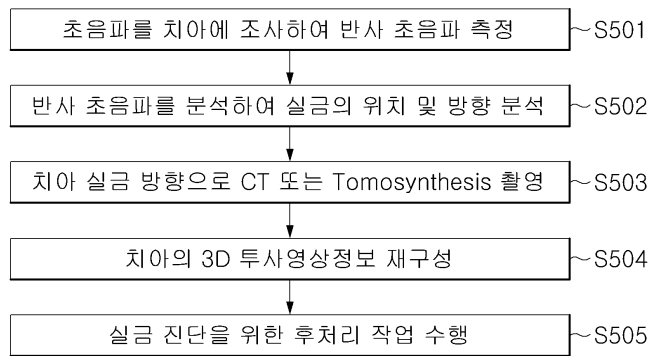 초음파를 치아에 조사하여 반사 초음파 측정 S501
반사 초음파를 분석하여 실금의 위치 및 방향 분석 S502
치아 실금 방향으로 CT 또는 Tomosynthesis 촬영 S503
치아의 3D 투사영상정보 재구성 S504
실금 진단을 위한 후처리 작업 수행 S505